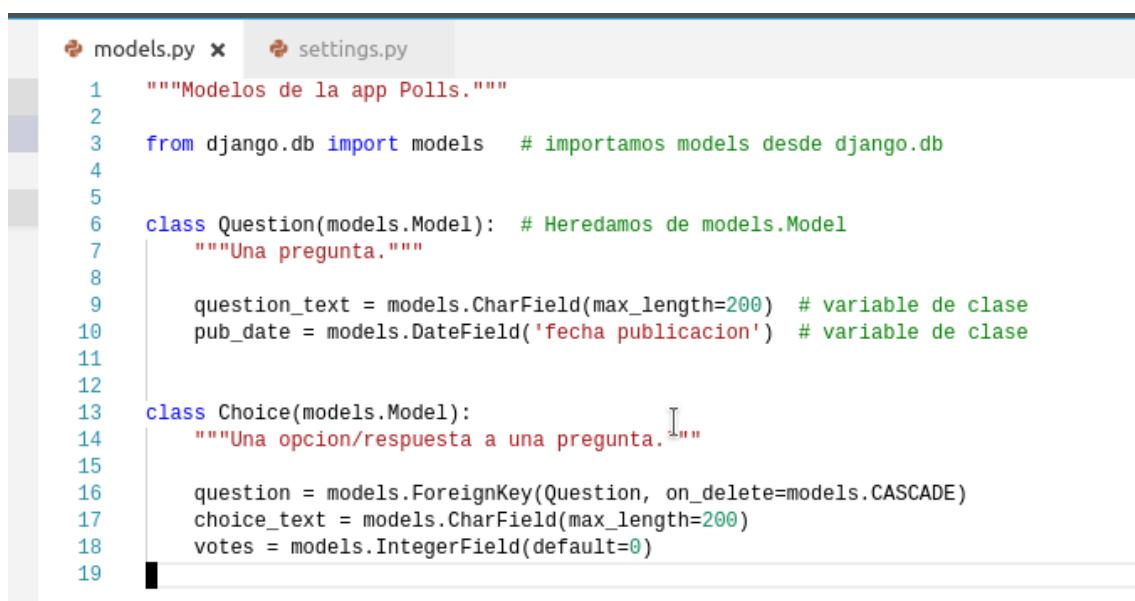 models.py × settings.py
1 """Modelos de la app Polls."""
2
3 from django.db import models   # importamos models desde django.db
4
5
6 class Question(models.Model):  # Heredamos de models.Model
7     """Una pregunta."""
8
9     question_text = models.CharField(max_length=200)  # variable de clase
10     pub_date = models.DateField('fecha publicacion')  # variable de clase
11
12
13 class Choice(models.Model):
14     """Una opcion/respuesta a una pregunta."""
15
16     question = models.ForeignKey(Question, on_delete=models.CASCADE)
17     choice_text = models.CharField(max_length=200)
18     votes = models.IntegerField(default=0)
19